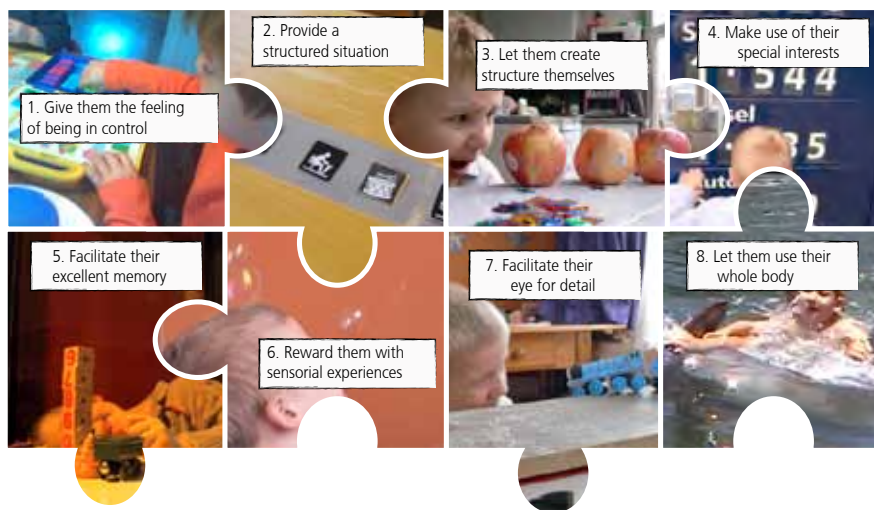 1. Give them the feeling
of being in control
2. Provide a
structured situation
3. Let them create
structure themselves
4. Make use of their
special interests
544
5
5. Facilitate their
excellent memory
6. Reward them with
sensorial experiences
7. Facilitate their
eye for detail
8. Let them use their
whole body